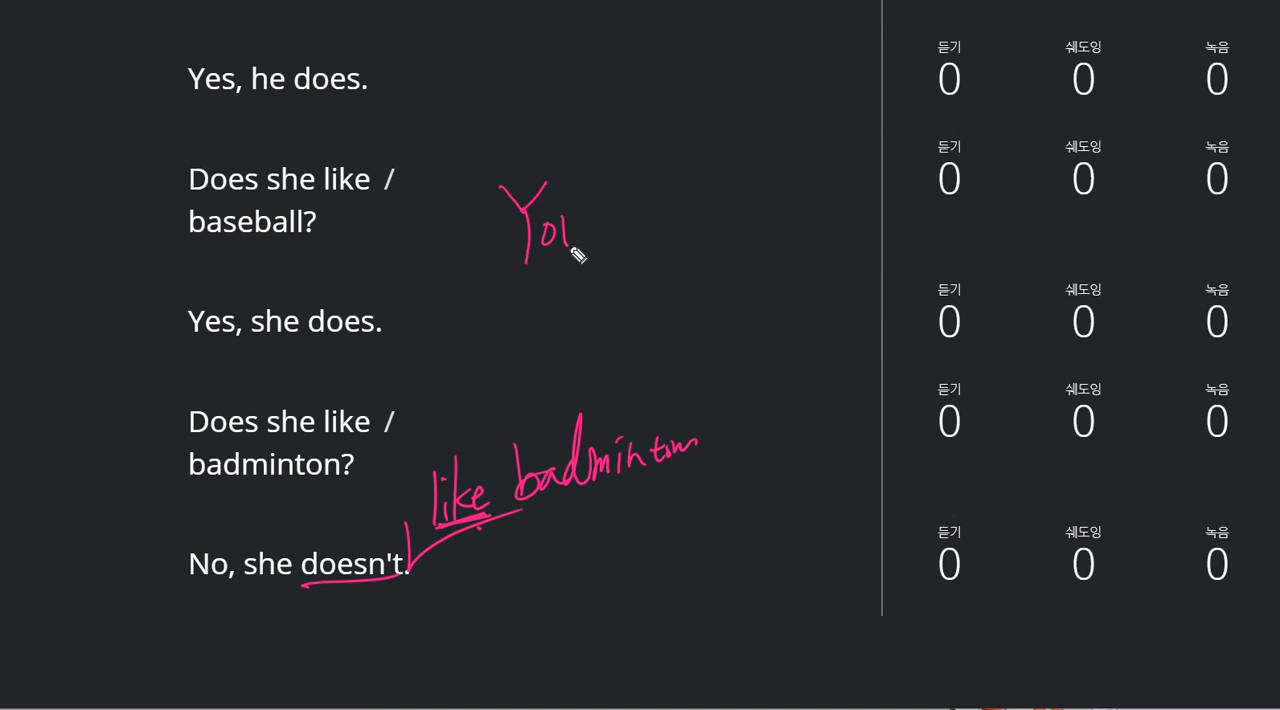 듣기 쉐도잉 녹음
Yes, he does. 0 0 0
듣기 쉐도잉 녹음
Does she like / 0 0 0
baseball?
You
듣기 쉐도잉 녹음
Yes, she does. 0 0 0
듣기 쉐도잉 녹음
Does she like / 0 0 0
badminton?
like badminton
듣기 쉐도잉 녹음
No, she doesn't. 0 0 0